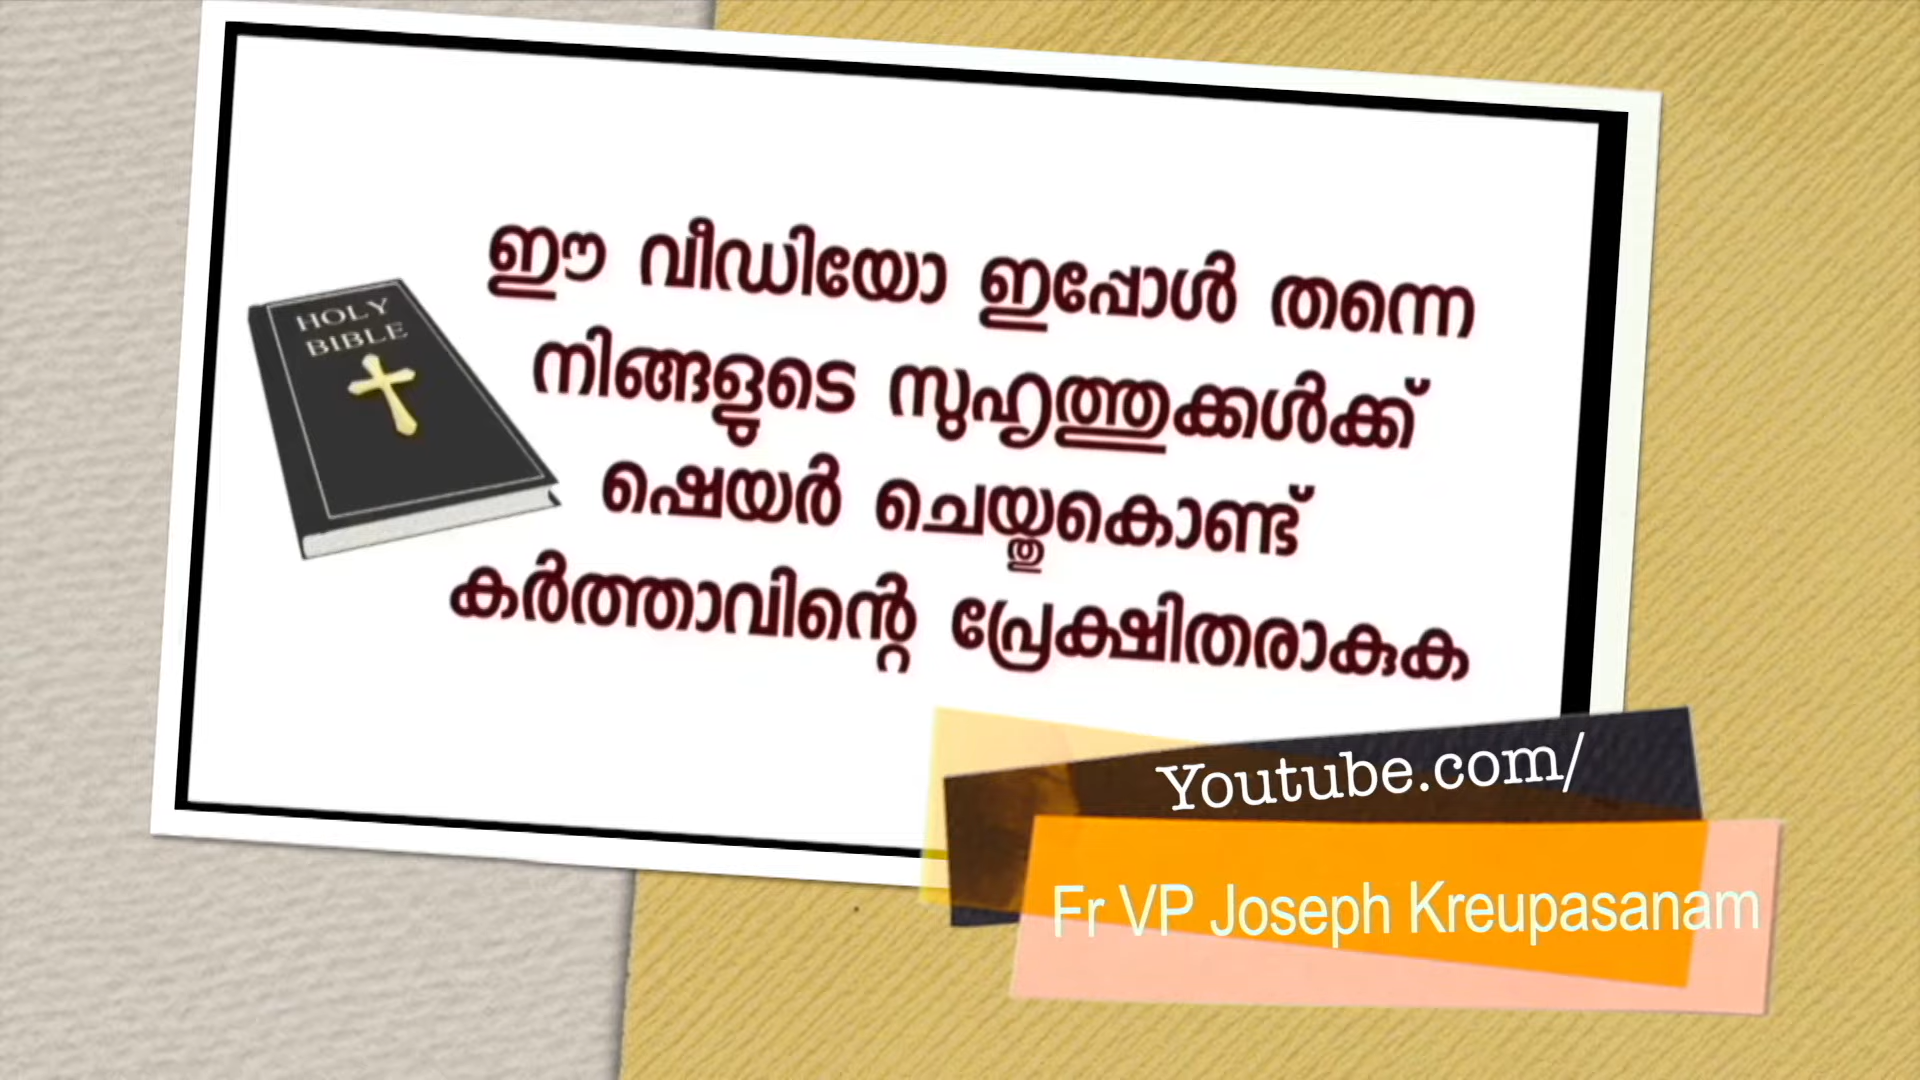 ഈ വീഡിയോ ഇപ്പോൾ തന്നെ
നിങ്ങളുടെ സുഹൃത്തുക്കൾക്ക്
ഷെയർ ചെയ്തുകൊണ്ട്
കർത്താവിന്റെ പ്രേക്ഷിതരാകുക
HOLY
BIBLE
Youtube.com/
Fr VP Joseph Kreupasanam